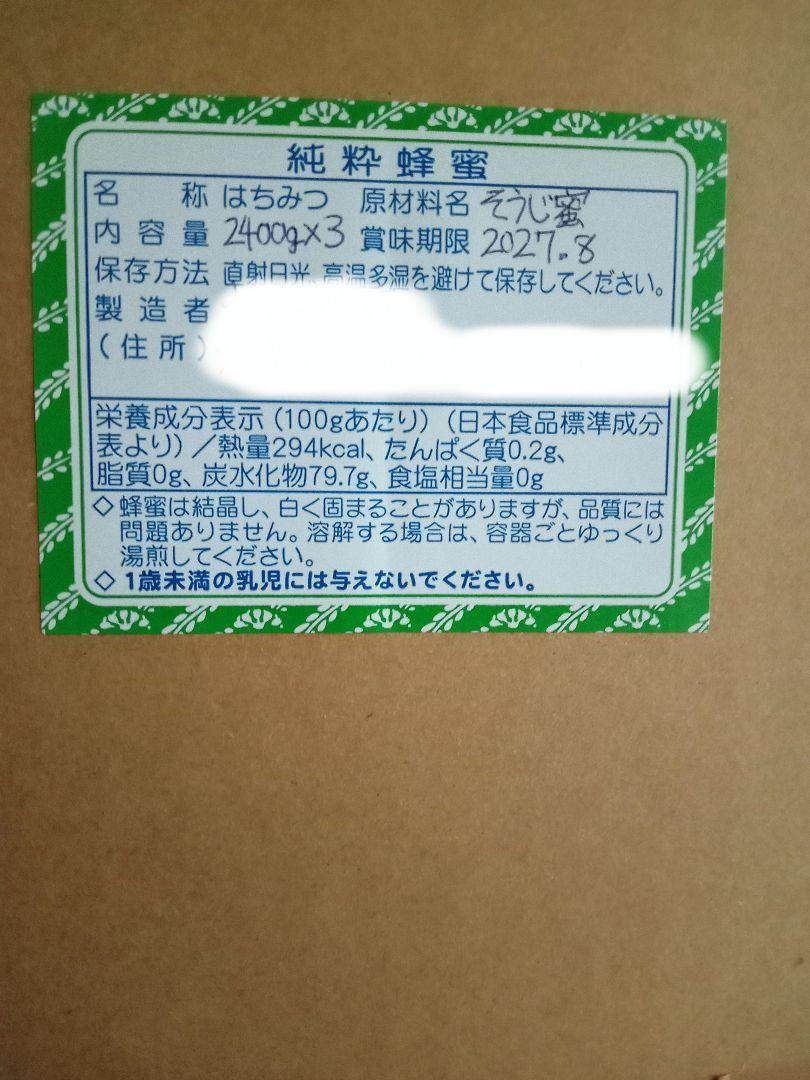 純粋蜂蜜
名称 はちみつ 原材料名 そうじ蜜
内容量 2400g×3 賞味期限 2027.8
保存方法 直射日光、高温多湿を避けて保存してください。
製造者
(住所)
栄養成分表示(100gあたり)(日本食品標準成分
表より)/熱量294kcal、たんぱく質0.2g、
脂質0g、炭水化物79.7g、食塩相当量0g
◇蜂蜜は結晶し、白く固まることがありますが、品質には
問題ありません。溶解する場合は、容器ごとゆっくり
湯煎してください。
◇1歳未満の乳児には与えないでください。